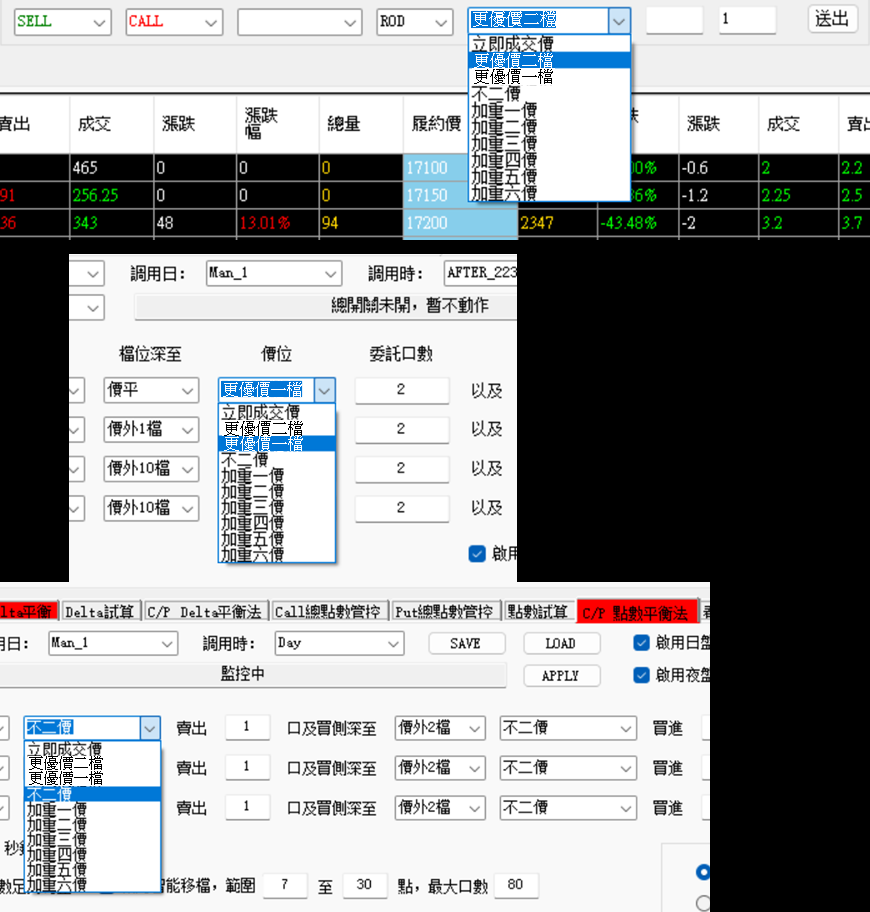 SELL CALL ROD 更優價二檔 1 送出
立即成交價
更優價二檔
更優價一檔
不二價
加重一價
加重二價
加重三價
加重四價
加重五價
加重六價
賣出 成交 漲跌 漲跌幅 總量 履約價 跌 漲跌 成交 賣出
465 0 0 0 17100 00% -0.6 2 2.2
91 256.25 0 0 0 17150 36% -1.2 2.25 2.5
36 343 48 13.01% 94 17200 2347 -43.48% -2 3.2 3.7
調用日: Man_1 調用時: AFTER_223
總開關未開，暫不動作
檔位深至 價位 委託口數
價平 更優價一檔 2 以及
價外1檔 2 以及
價外10檔 2 以及
價外10檔 2 以及
立即成交價
更優價二檔
更優價一檔
不二價
加重一價
加重二價
加重三價
加重四價
加重五價
加重六價
啟用
lta平衡 Delta試算 C/P Delta平衡法 Call總點數管控 Put總點數管控 點數試算 C/P 點數平衡法
用日: Man_1 調用時: Day SAVE LOAD 啟用日盤
監控中 APPLY 啟用夜盤
不二價 賣出 1 口及買側深至 價外2檔 不二價 買進
賣出 1 口及買側深至 價外2檔 不二價 買進
賣出 1 口及買側深至 價外2檔 不二價 買進
立即成交價
更優價二檔
更優價一檔
不二價
加重一價
加重二價
加重三價
加重四價
加重五價
加重六價
秒
數足 智能移檔，範圍 7 至 30 點，最大口數 80